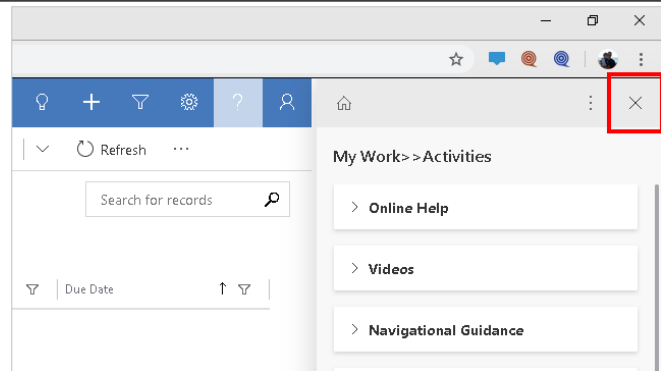 Refresh
My Work>>Activities
Search for records
Online Help
Videos
Due Date
Navigational Guidance